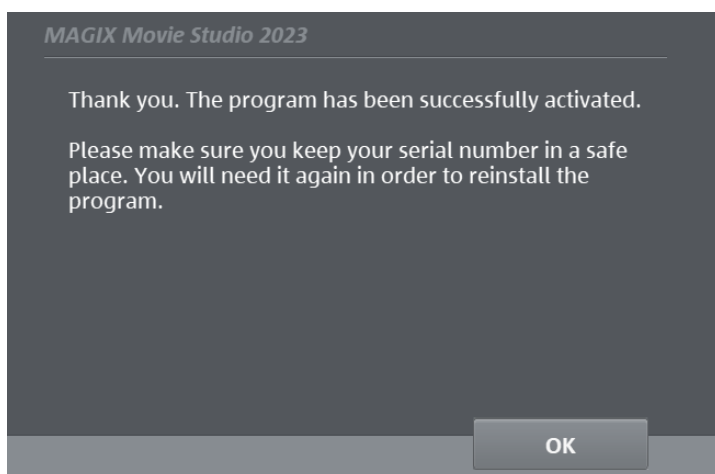 MAGIX Movie Studio 2023
Thank you. The program has been successfully activated.
Please make sure you keep your serial number in a safe
place. You will need it again in order to reinstall the
program.
OK